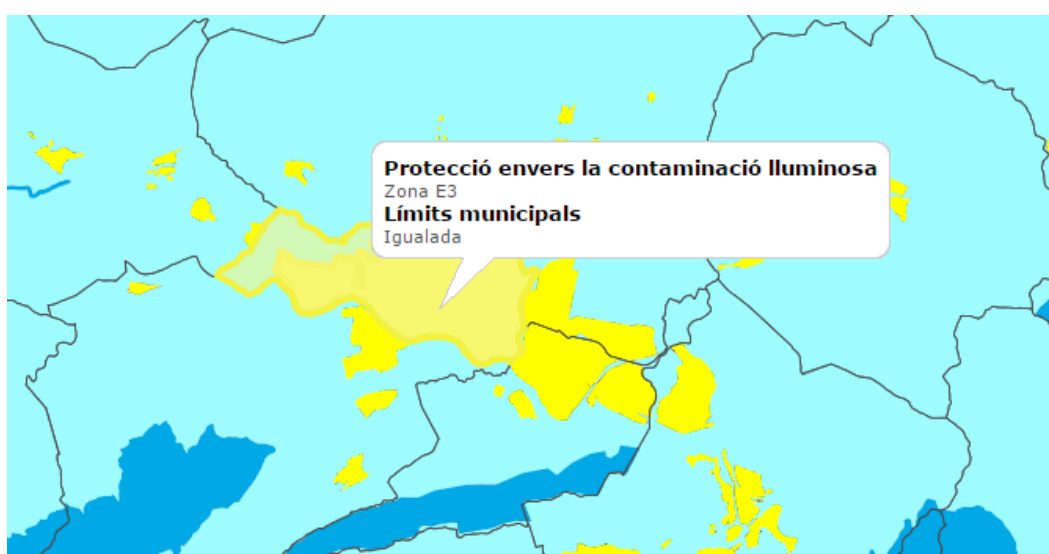 Protecció envers la contaminació lluminosa
Zona E3
Límits municipals
Igualada